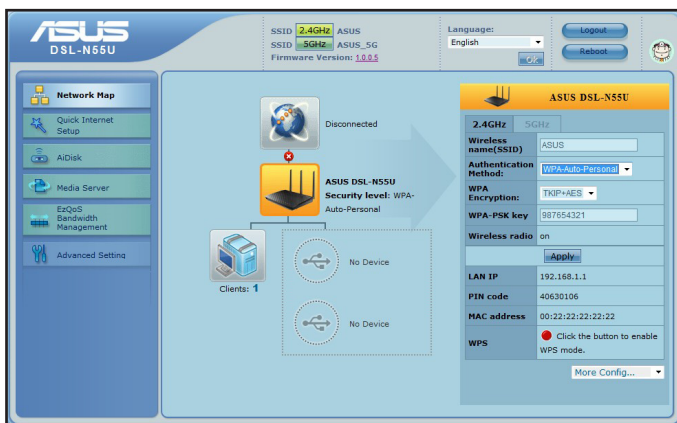 ASUS
DSL-N55U
SSID 2.4GHz ASUS
SSID 5GHz ASUS_5G
Firmware Version: 1.0.0.5
Language:
English
OK
Logout
Reboot
Network Map
Quick Internet
Setup
AiDisk
Media Server
EzQoS
Bandwidth
Management
Advanced Setting
Disconnected
ASUS DSL-N55U
Security level: WPA-
Auto-Personal
Clients: 1
No Device
No Device
ASUS DSL-N55U
2.4GHz 5GHz
Wireless
name(SSID) ASUS
Authentication
Method: WPA-Auto-Personal
WPA
Encryption: TKIP+AES
WPA-PSK key 987654321
Wireless radio on
Apply
LAN IP 192.168.1.1
PIN code 40630106
MAC address 00:22:22:22:22:22
WPS Click the button to enable
WPS mode.
More Config...